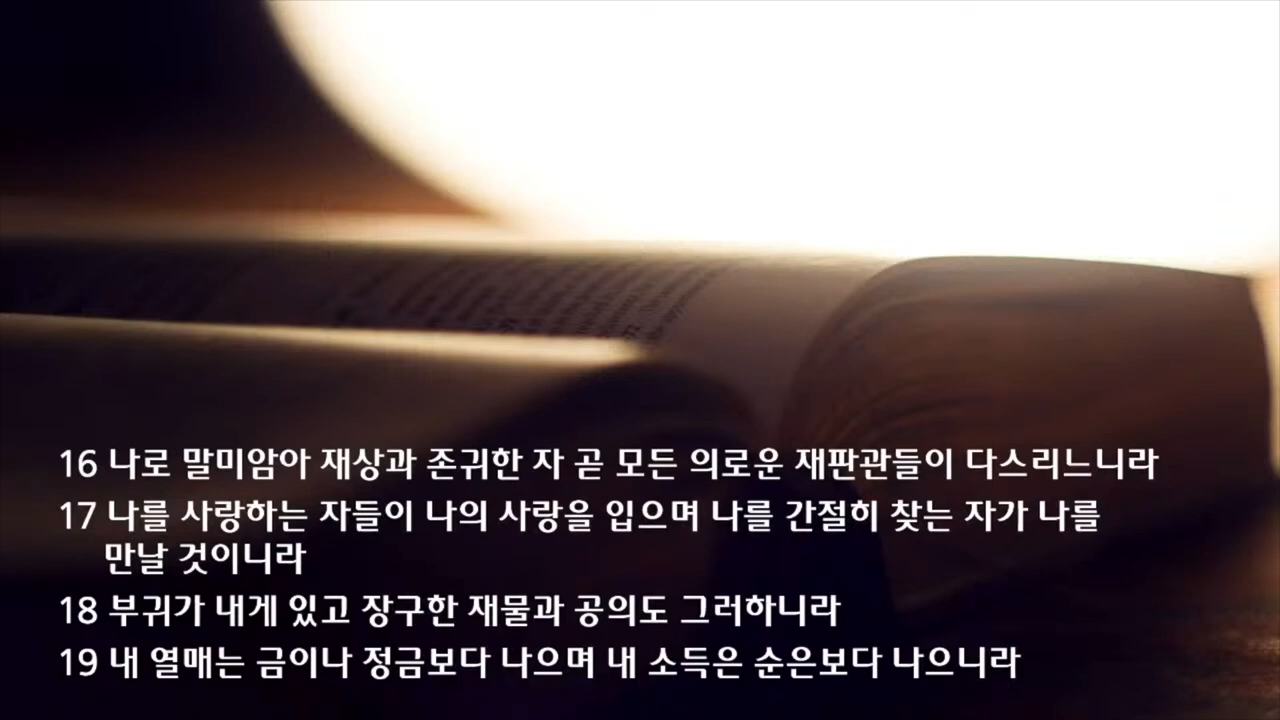 16 나로 말미암아 재상과 존귀한 자 곧 모든 의로운 재판관들이 다스리느니라
17 나를 사랑하는 자들이 나의 사랑을 입으며 나를 간절히 찾는 자가 나를
만날 것이니라
18 부귀가 내게 있고 장구한 재물과 공의도 그러하니라
19 내 열매는 금이나 정금보다 나으며 내 소득은 순은보다 나으니라